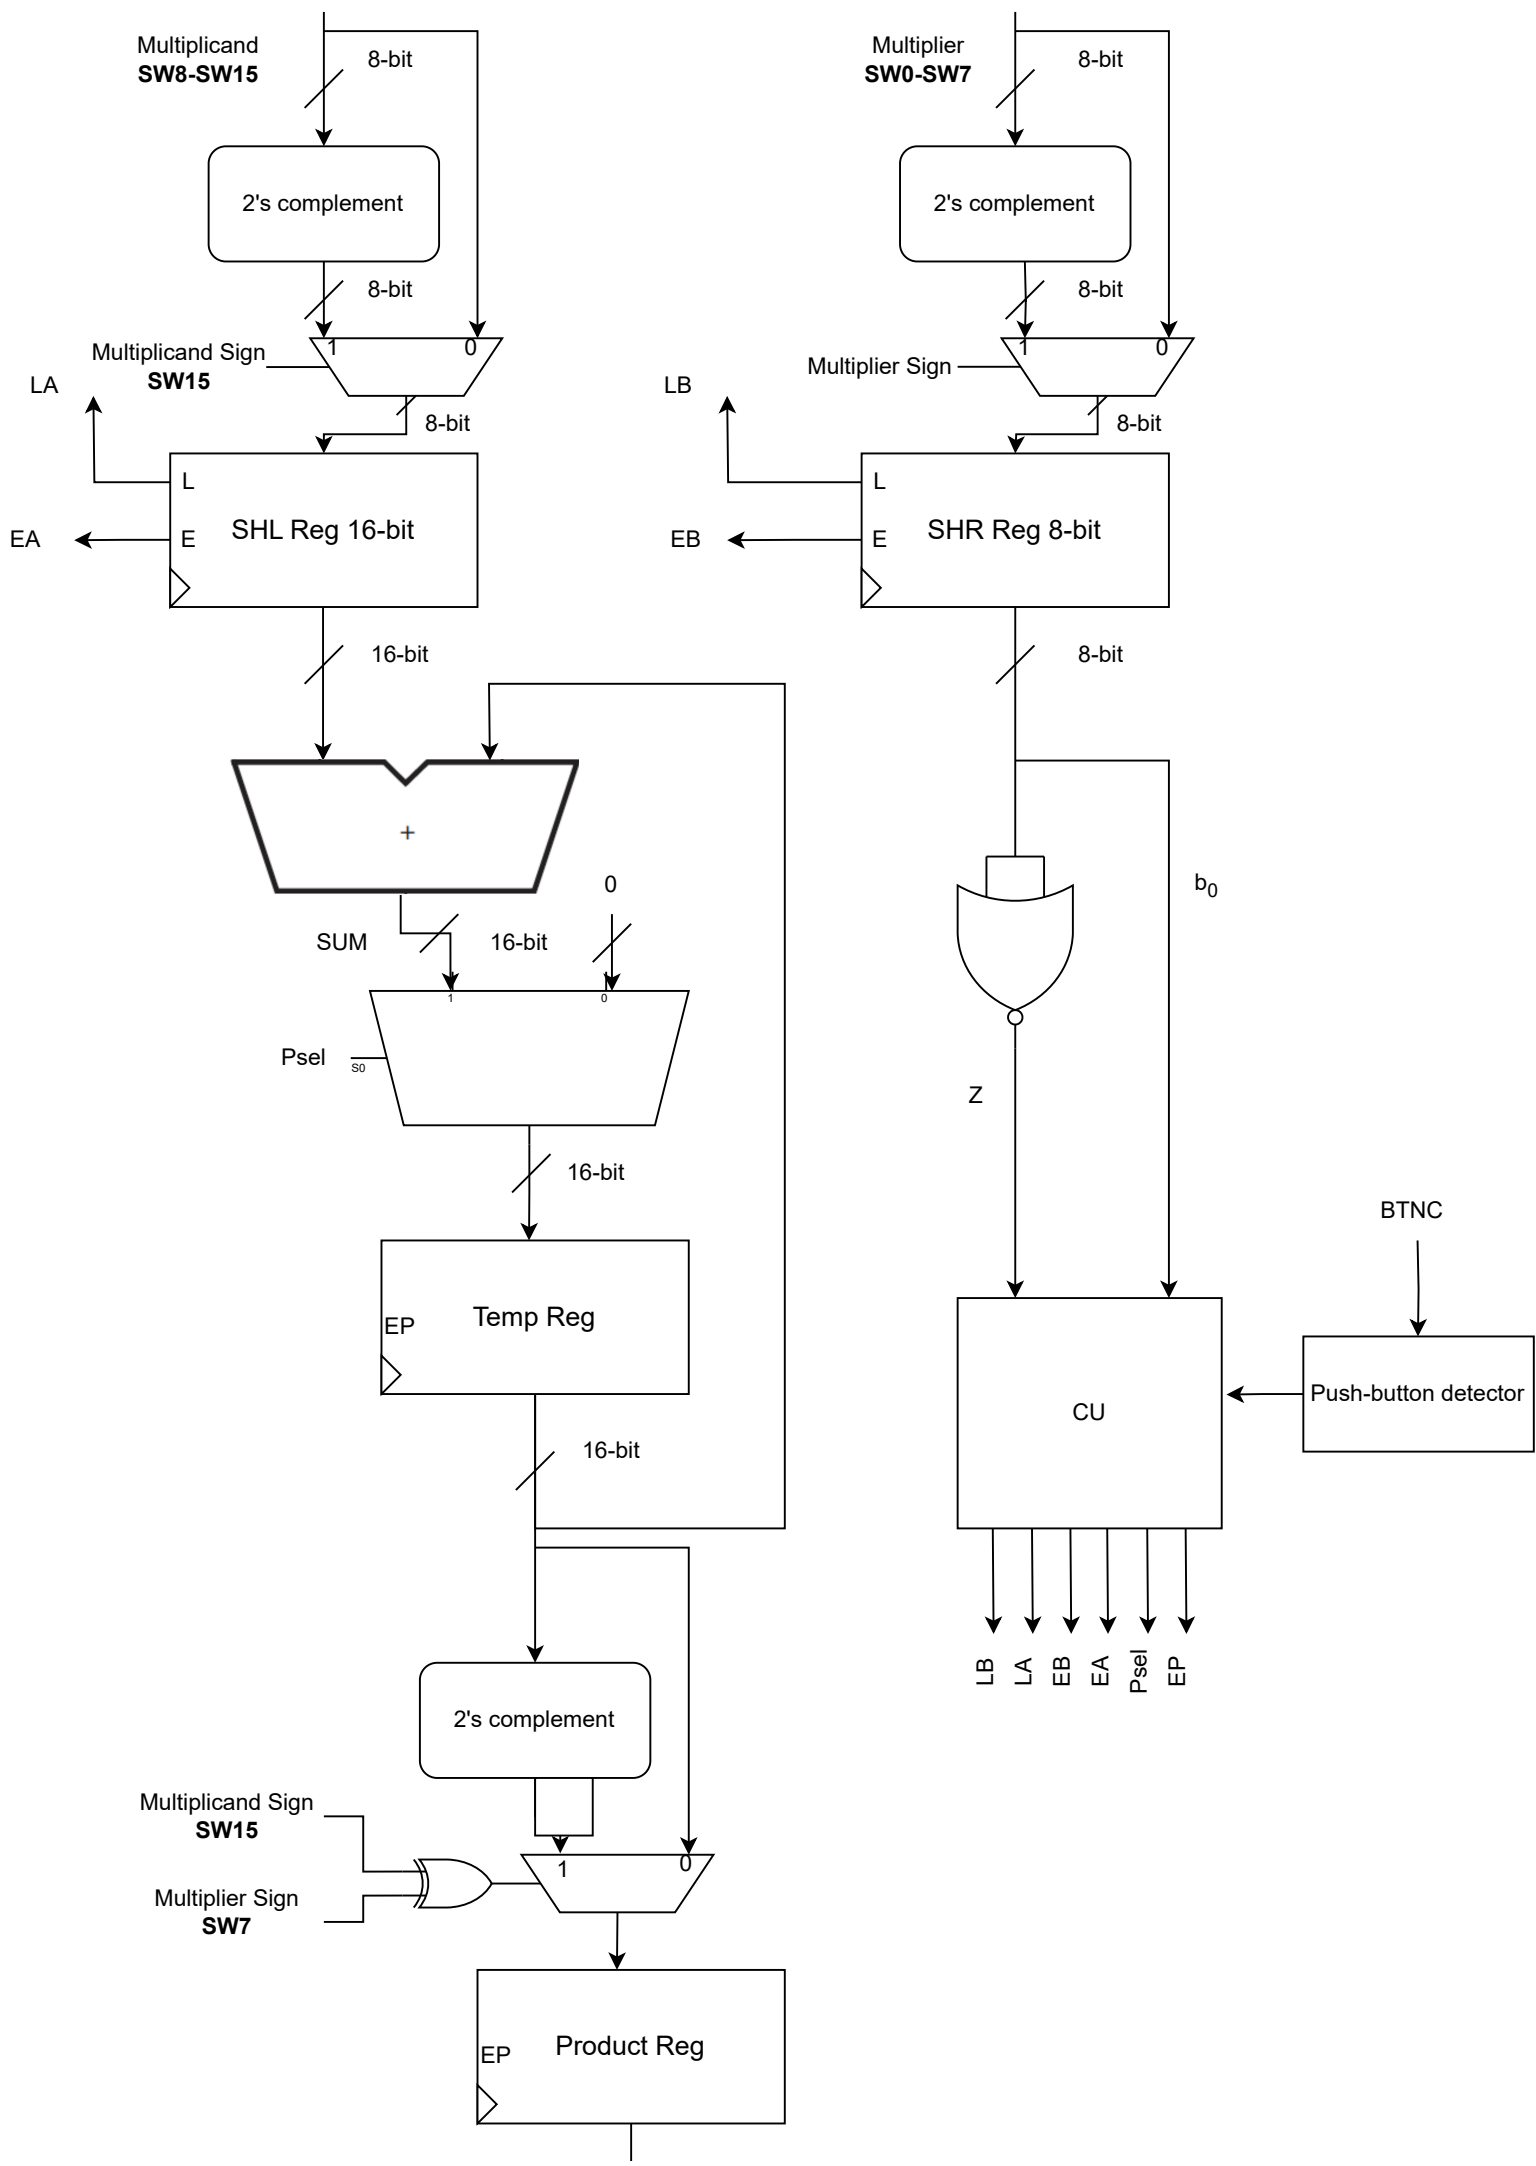 Multiplicand
SW8-SW15
8-bit
Multiplier
SW0-SW7
8-bit
2's complement
2's complement
8-bit
8-bit
1
0
1
0
Multiplicand Sign
SW15
Multiplier Sign
LA
LB
8-bit
8-bit
L
L
SHL Reg 16-bit
SHR Reg 8-bit
EA
E
EB
E
16-bit
8-bit
+
0
b0
SUM
16-bit
1
0
Psel
S0
Z
16-bit
BTNC
EP
Temp Reg
Push-button detector
CU
16-bit
LB
LA
EB
EA
Psel
EP
2's complement
Multiplicand Sign
SW15
1
0
Multiplier Sign
SW7
Product Reg
EP